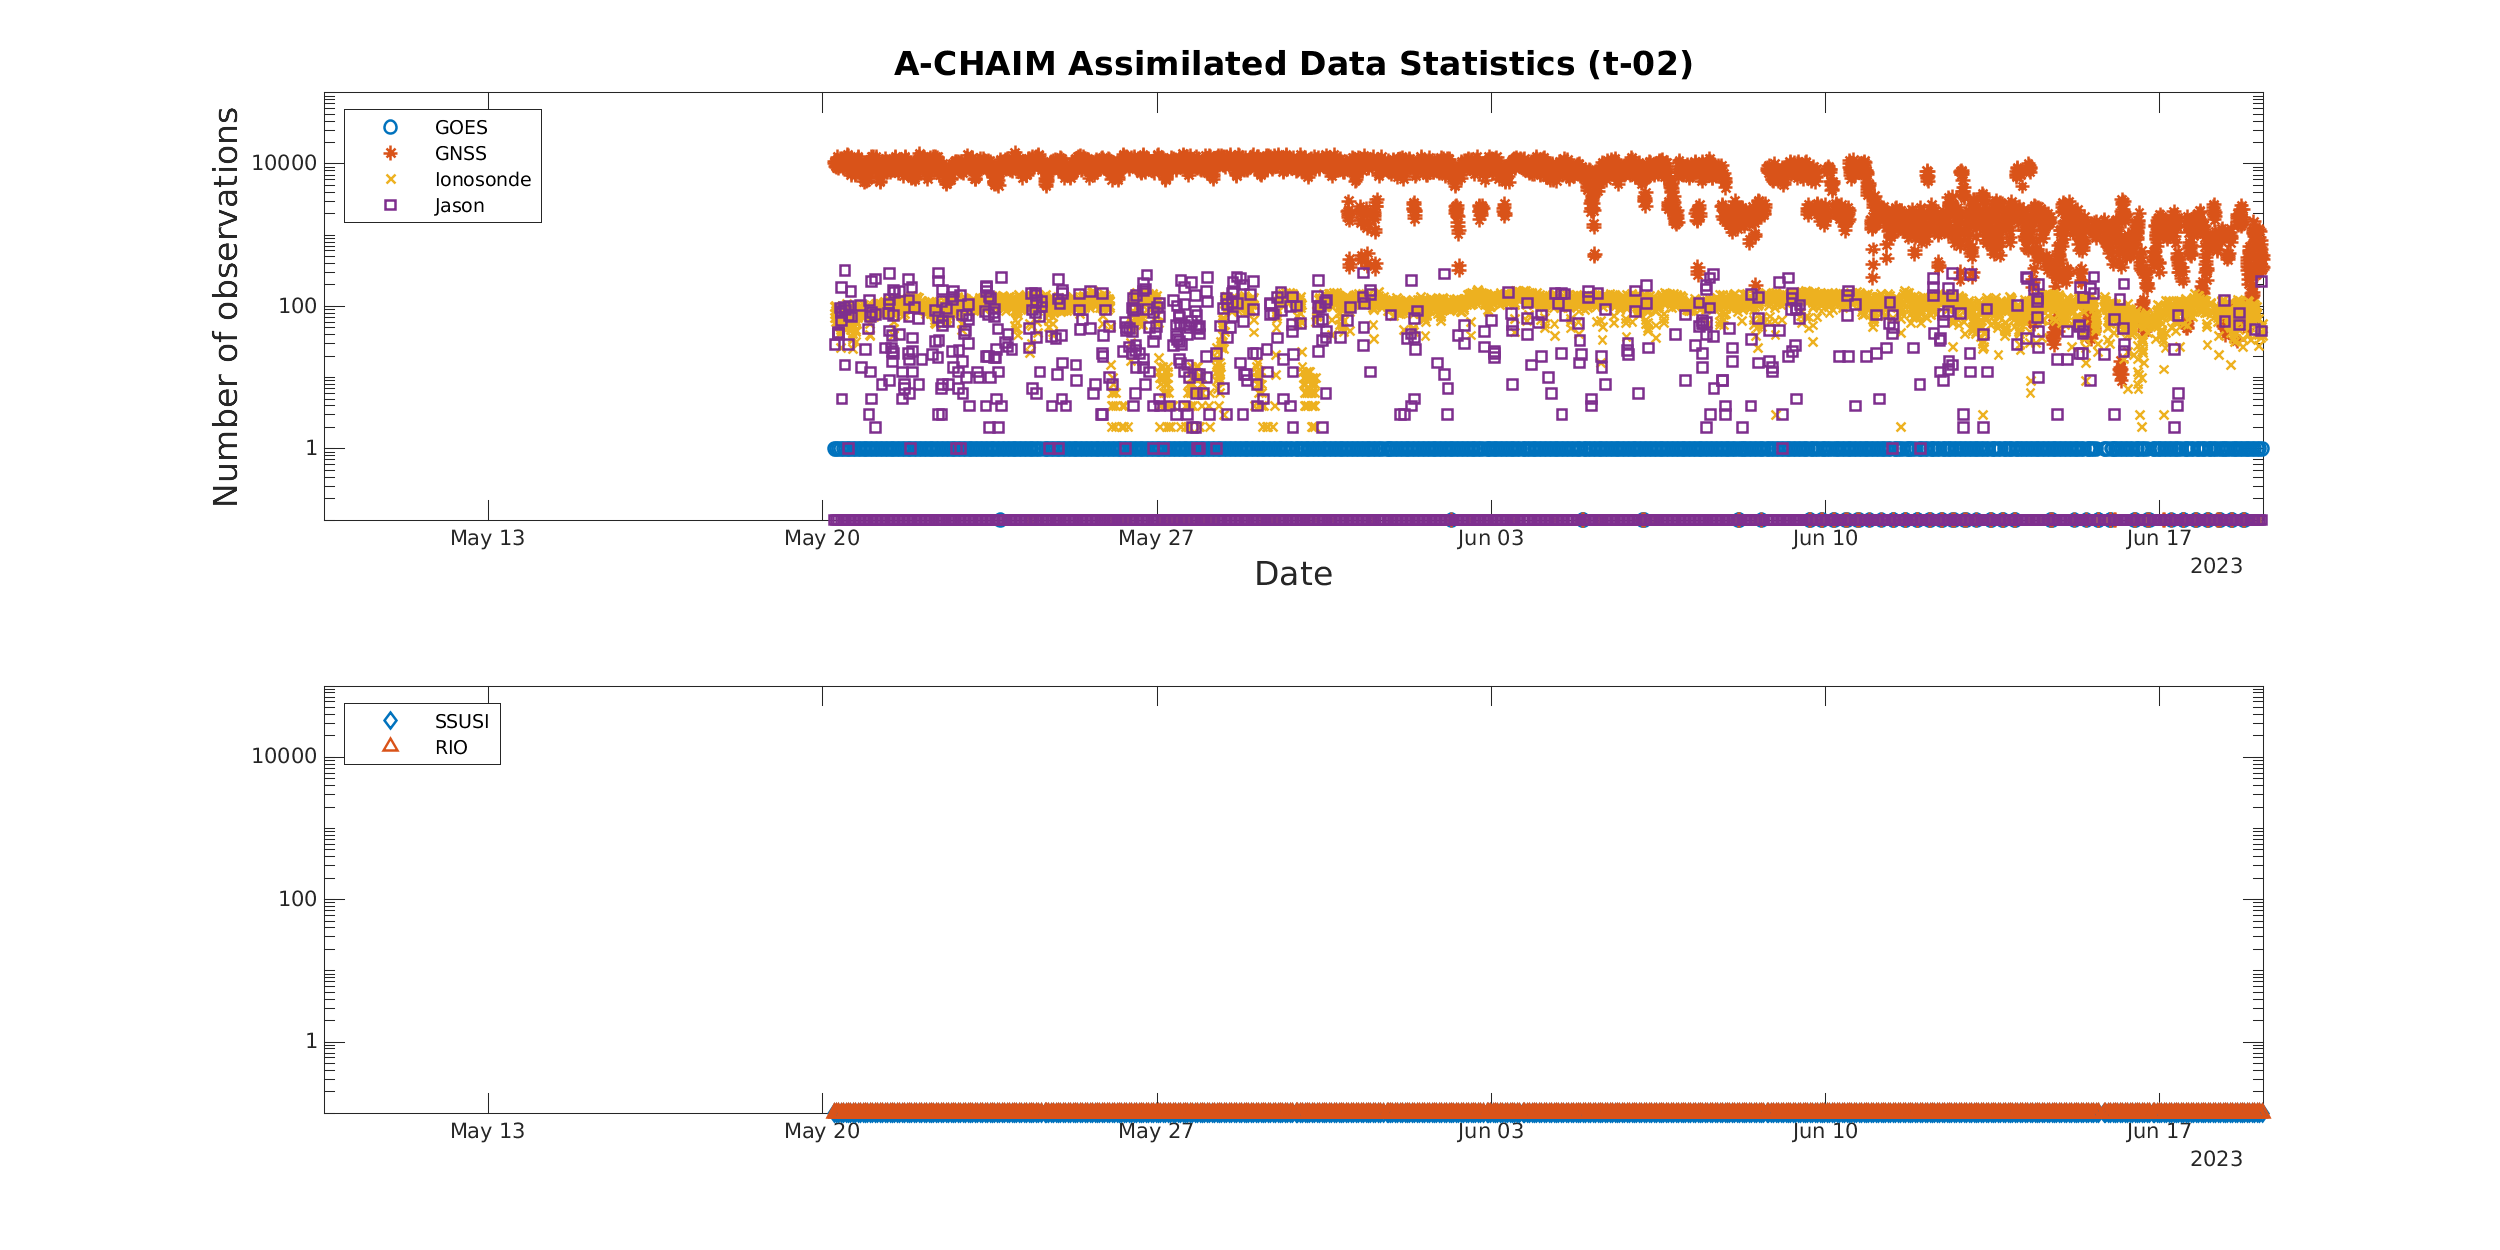 A-CHAIM Assimilated Data Statistics (t-02)
Number of observations
10000
100
1
GOES
GNSS
Ionosonde
Jason
May 13
May 20
May 27
Jun 03
Jun 10
Jun 17
2023
Date
10000
100
1
SSUSI
RIO
May 13
May 20
May 27
Jun 03
Jun 10
Jun 17
2023